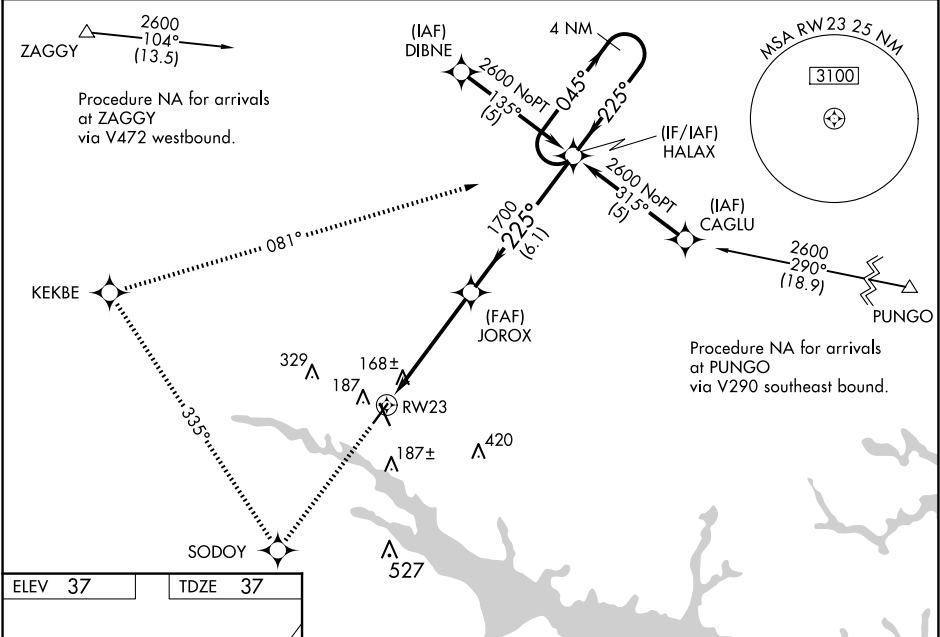 ZAGGY
2600
104°
(13.5)
Procedure NA for arrivals
at ZAGGY
via V472 westbound.
(IAF)
DIBNE
2600 NoPT
135°
(5)
4 NM
045°
225°
(IF/IAF)
HALAX
MSA RW23 25 NM
3100
2600 NoPT
315°
(5)
(IAF)
CAGLU
2600
290°
(18.9)
PUNGO
Procedure NA for arrivals
at PUNGO
via V290 southeast bound.
1700
225°
(6.1)
081°
KEKBE
(FAF)
JOROX
335°
329
168±
187
RW23
187±
420
SODOY
527
ELEV 37
TDZE 37